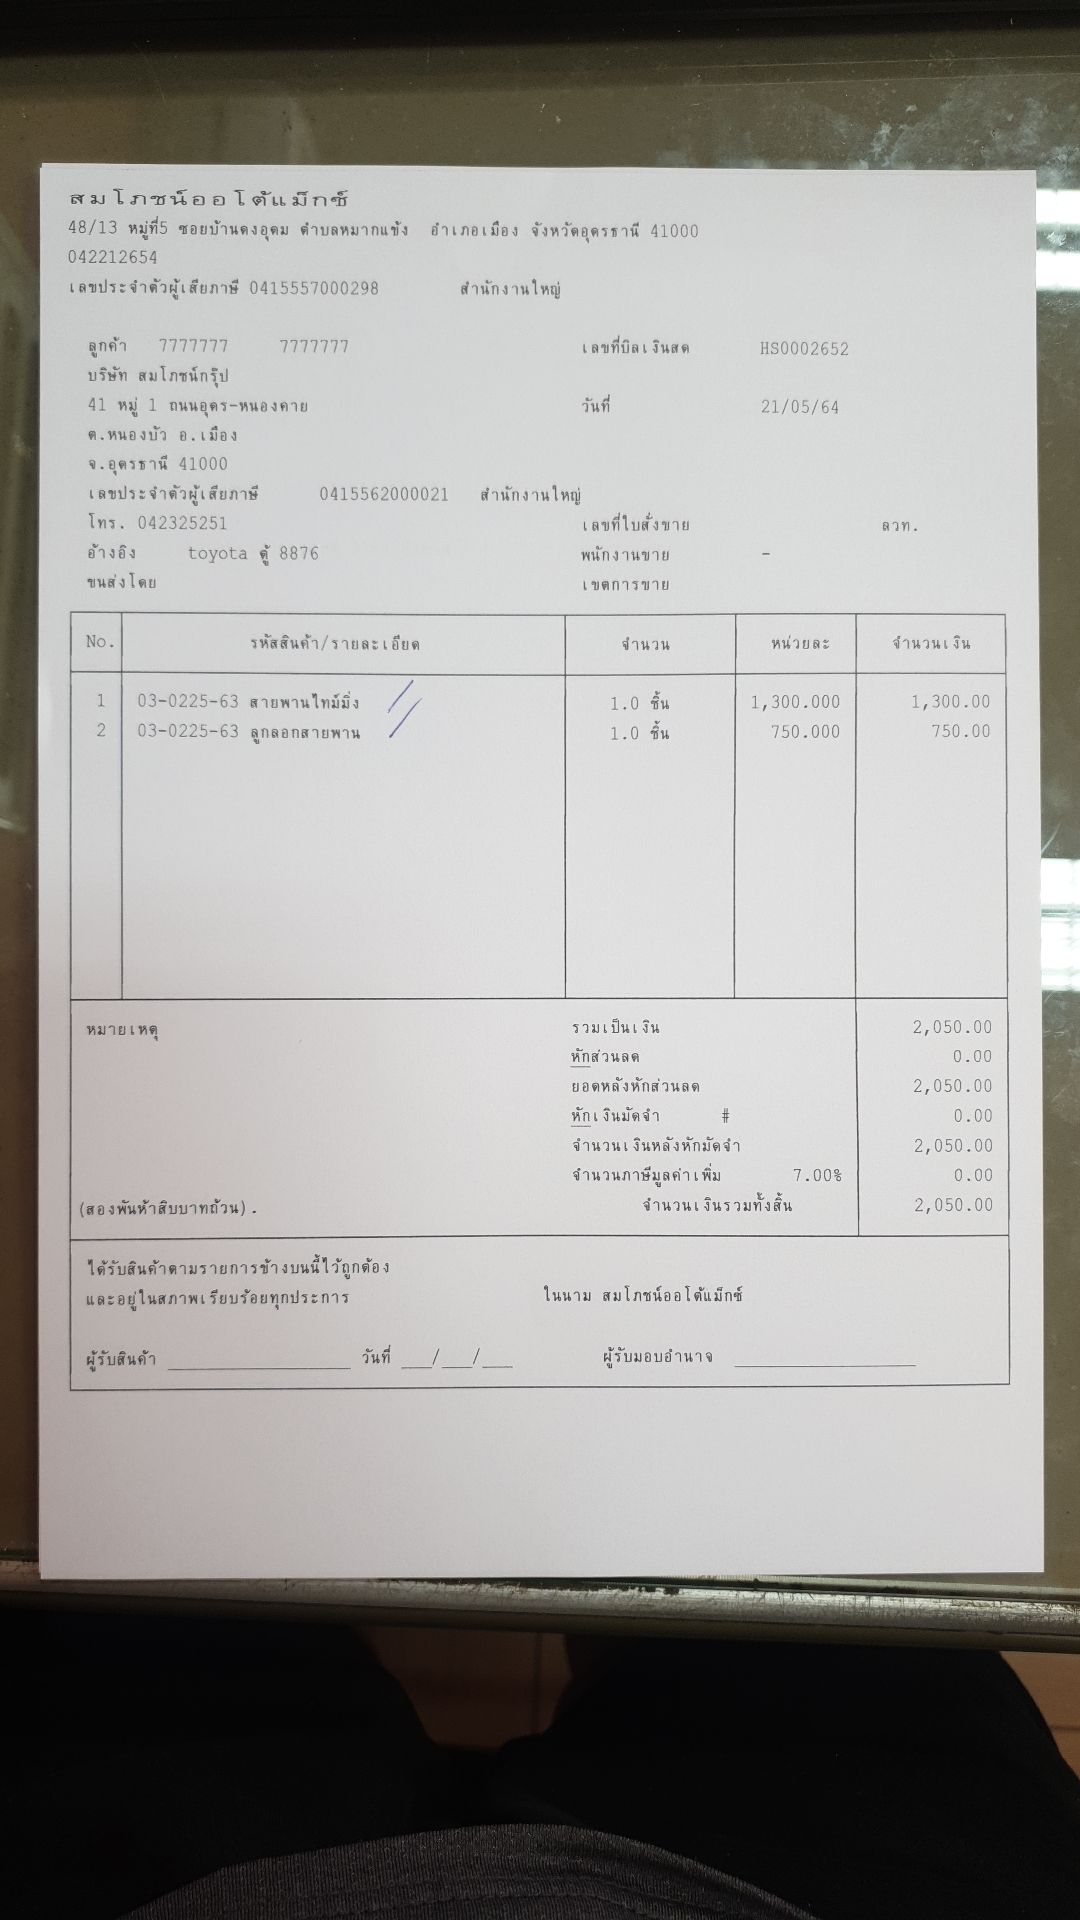 สมโภชน์ออโต้แม็กซ์
48/13 หมู่ที่5 ซอยบ้านดงอุดม ตำบลหมากแข้ง อำเภอเมือง จังหวัดอุดรธานี 41000
042212654
เลขประจำตัวผู้เสียภาษี 0415557000298 สำนักงานใหญ่
ลูกค้า 7777777 7777777 เลขที่บิลเงินสด HS0002652
บริษัท สมโภชน์กรุ๊ป
41 หมู่ 1 ถนนอุดร-หนองคาย วันที่ 21/05/64
ต.หนองบัว อ.เมือง
จ.อุดรธานี 41000
เลขประจำตัวผู้เสียภาษี 0415562000021 สำนักงานใหญ่
โทร. 042325251 เลขที่ใบสั่งขาย ลวท.
อ้างอิง toyota ตู้ 8876 พนักงานขาย -
ขนส่งโดย เขตการขาย
No. รหัสสินค้า/รายละเอียด จำนวน หน่วยละ จำนวนเงิน
1 03-0225-63 สายพานไทม์มิ่ง 1.0 ชิ้น 1,300.000 1,300.00
2 03-0225-63 ลูกลอกสายพาน 1.0 ชิ้น 750.000 750.00
หมายเหตุ รวมเป็นเงิน 2,050.00
หักส่วนลด 0.00
ยอดหลังหักส่วนลด 2,050.00
หักเงินมัดจำ # 0.00
จำนวนเงินหลังหักมัดจำ 2,050.00
จำนวนภาษีมูลค่าเพิ่ม 7.00% 0.00
(สองพันห้าสิบบาทถ้วน). จำนวนเงินรวมทั้งสิ้น 2,050.00
ได้รับสินค้าตามรายการข้างบนนี้ไว้ถูกต้อง
และอยู่ในสภาพเรียบร้อยทุกประการ ในนาม สมโภชน์ออโต้แม็กซ์
ผู้รับสินค้า ____________ วันที่ ___/___/___ ผู้รับมอบอำนาจ ____________